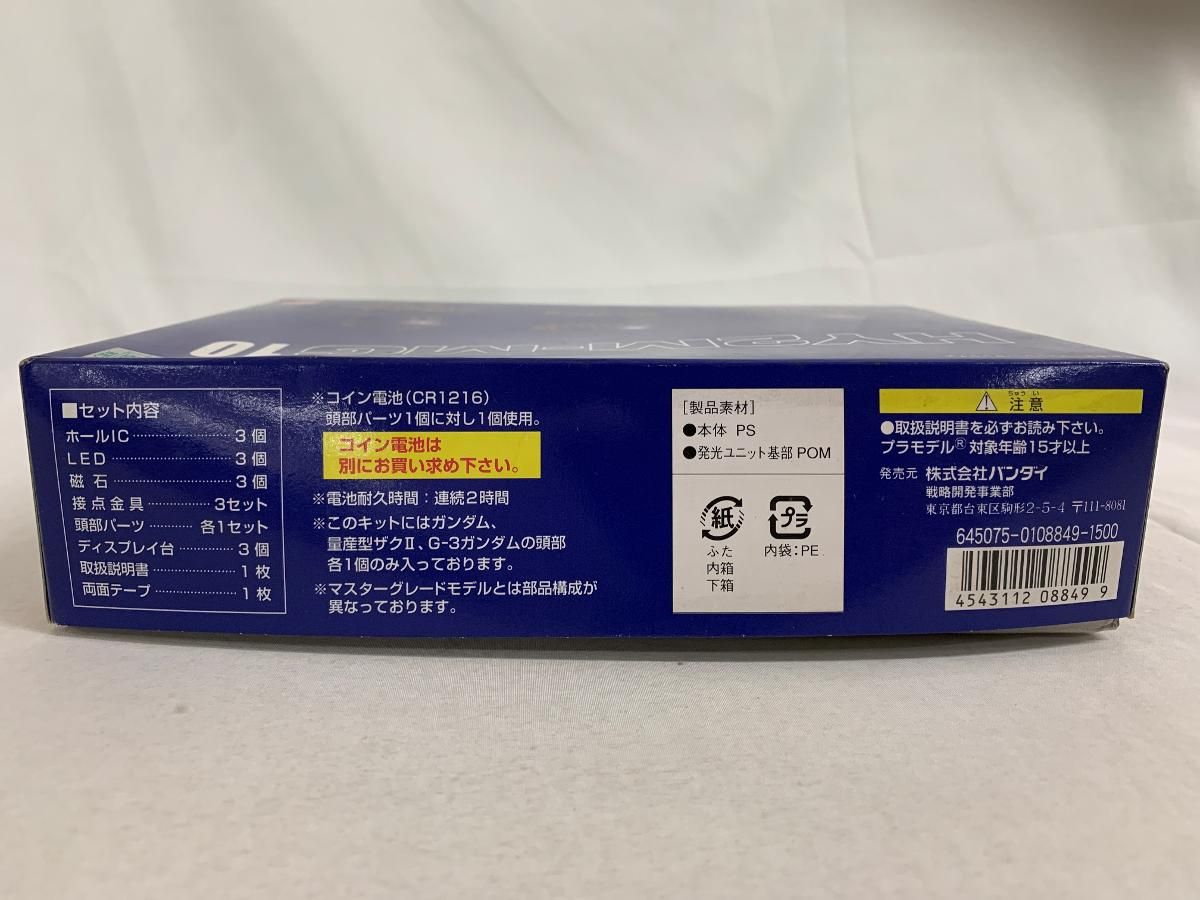 10
■セット内容
ホールIC 3個
LED 3個
磁石 3個
接点金具 3セット
頭部パーツ 各1セット
ディスプレイ台 3個
取扱説明書 1枚
両面テープ 1枚
※コイン電池(CR1216)
頭部パーツ1個に対し1個使用。
コイン電池は
別にお買い求め下さい。
※電池耐久時間：連続2時間
※このキットにはガンダム、
量産型ザクⅡ、G-3ガンダムの頭部
各1個のみ入っております。
※マスターグレードモデルとは部品構成が
異なっております。
[製品素材]
●本体 PS
●発光ユニット基部 POM
紙
ふた
内箱
下箱
プラ
内袋：PE
ちゅうい
注意
●取扱説明書を必ずお読み下さい。
プラモデル® 対象年齢15才以上
発売元 株式会社バンダイ
戦略開発事業部
東京都台東区駒形2-5-4 〒111-8081
645075-0108849-1500
4543112 08849 9